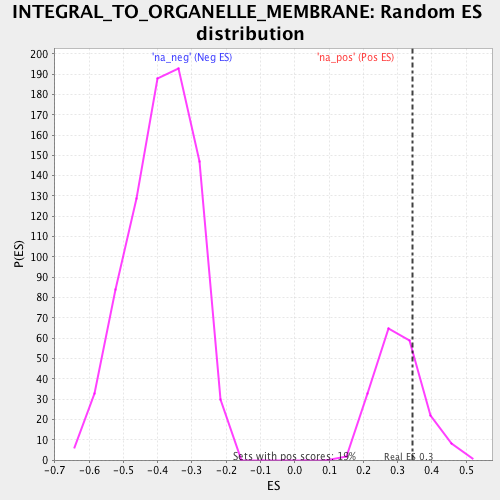 INTEGRAL_TO_ORGANELLE_MEMBRANE: Random ES
distribution
'na_neg' (Neg ES) 'na_pos' (Pos ES)
200
190
180
170
160
150
140
130
120
110
100
90
80
70
60
50
40
30
20
10
0
P(ES)
Sets with pos scores: 19%
Real ES 0.3
-0.7 -0.6 -0.5 -0.4 -0.3 -0.2 -0.1 0.0 0.1 0.2 0.3 0.4 0.5
ES